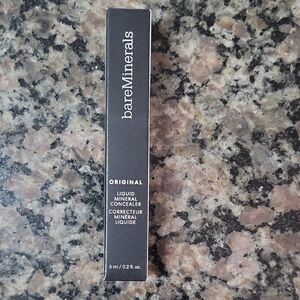 bareMinerals
ORIGINAL
LIQUID
MINERAL
CONCEALER
CORRECTEUR
MINÉRAL
LIQUIDE
6 ml / 0.2 fl. oz.